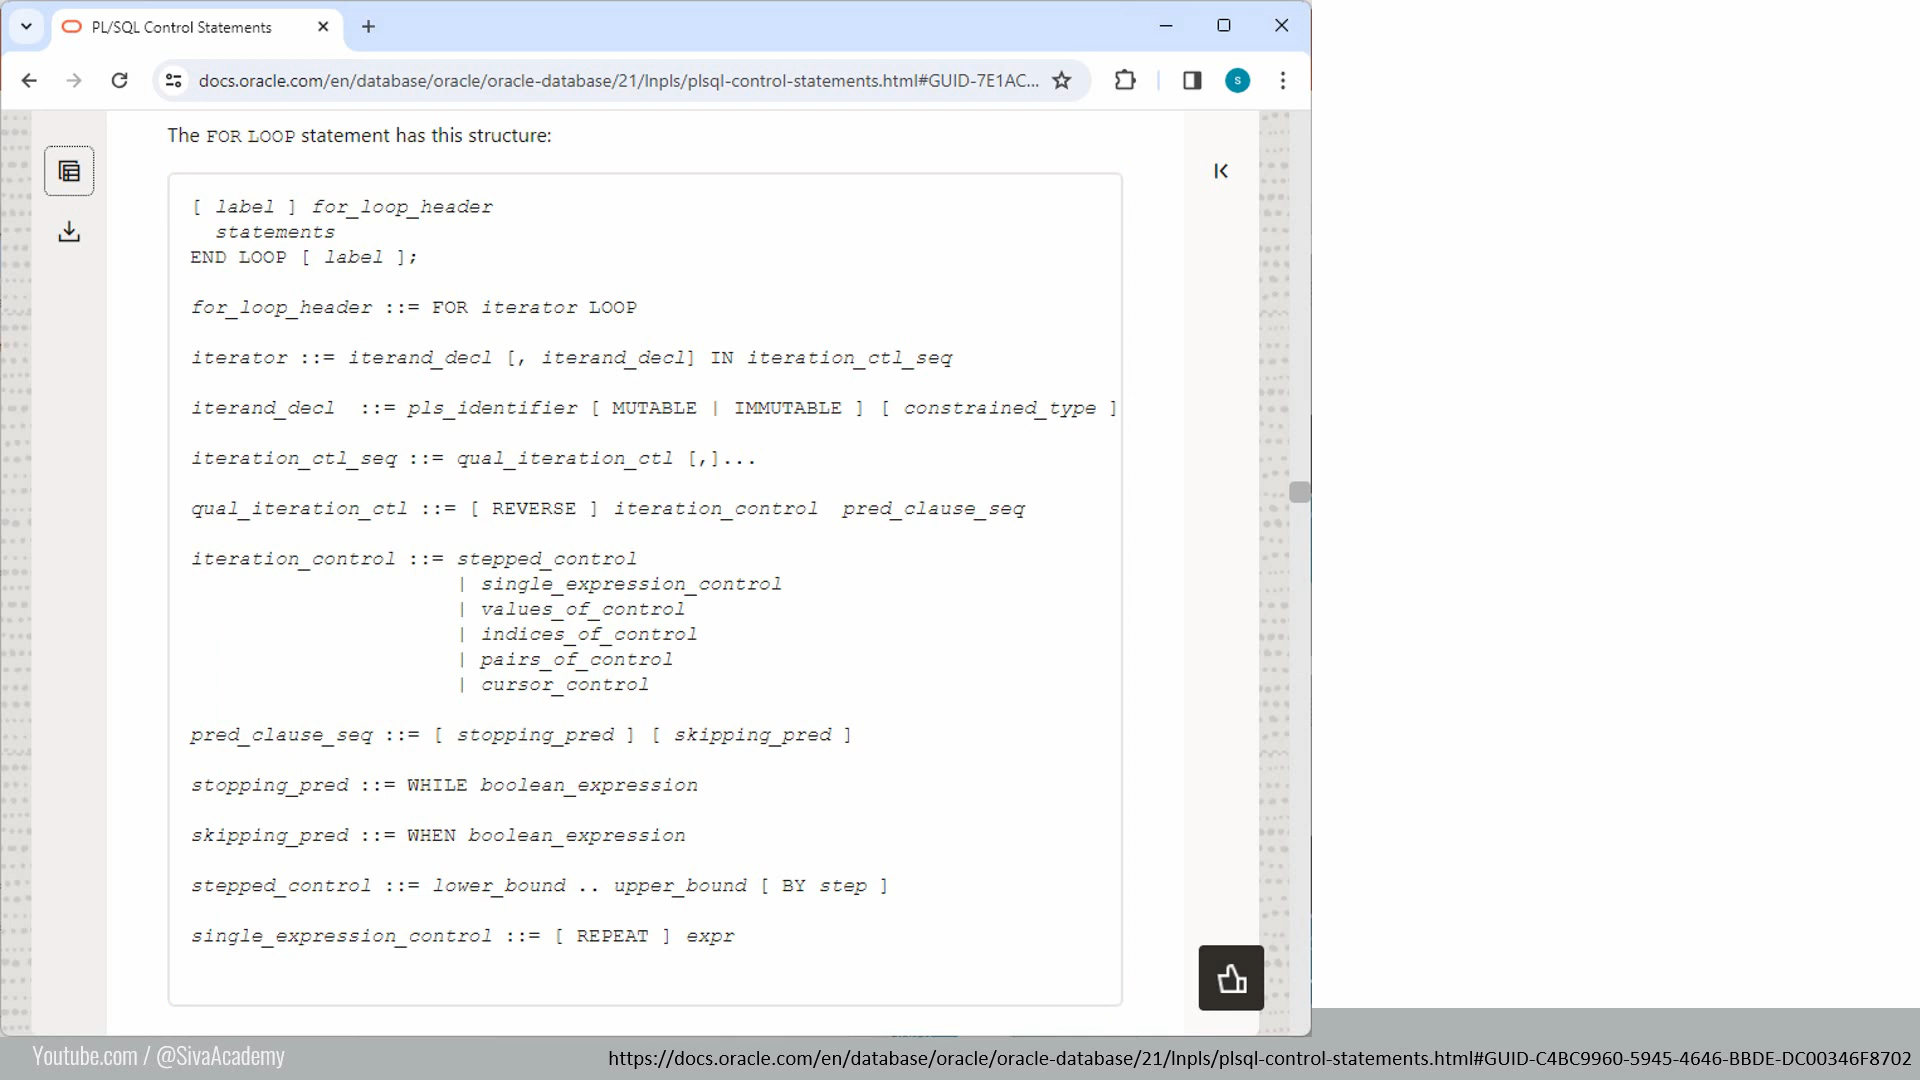 PL/SQL Control Statements
docs.oracle.com/en/database/oracle/oracle-database/21/lnpls/plsql-control-statements.html#GUID-7E1AC...
s
The FOR LOOP statement has this structure:
[ label ] for_loop_header
statements
END LOOP [ label ];
for_loop_header ::= FOR iterator LOOP
iterator ::= iterand_decl [, iterand_decl] IN iteration_ctl_seq
iterand_decl ::= pls_identifier [ MUTABLE | IMMUTABLE ] [ constrained_type ]
iteration_ctl_seq ::= qual_iteration_ctl [,]...
qual_iteration_ctl ::= [ REVERSE ] iteration_control pred_clause_seq
iteration_control ::= stepped_control
| single_expression_control
| values_of_control
| indices_of_control
| pairs_of_control
| cursor_control
pred_clause_seq ::= [ stopping_pred ] [ skipping_pred ]
stopping_pred ::= WHILE boolean_expression
skipping_pred ::= WHEN boolean_expression
stepped_control ::= lower_bound .. upper_bound [ BY step ]
single_expression_control ::= [ REPEAT ] expr
Youtube.com / @SivaAcademy
https://docs.oracle.com/en/database/oracle/oracle-database/21/lnpls/plsql-control-statements.html#GUID-C4BC9960-5945-4646-BBDE-DC00346F8702